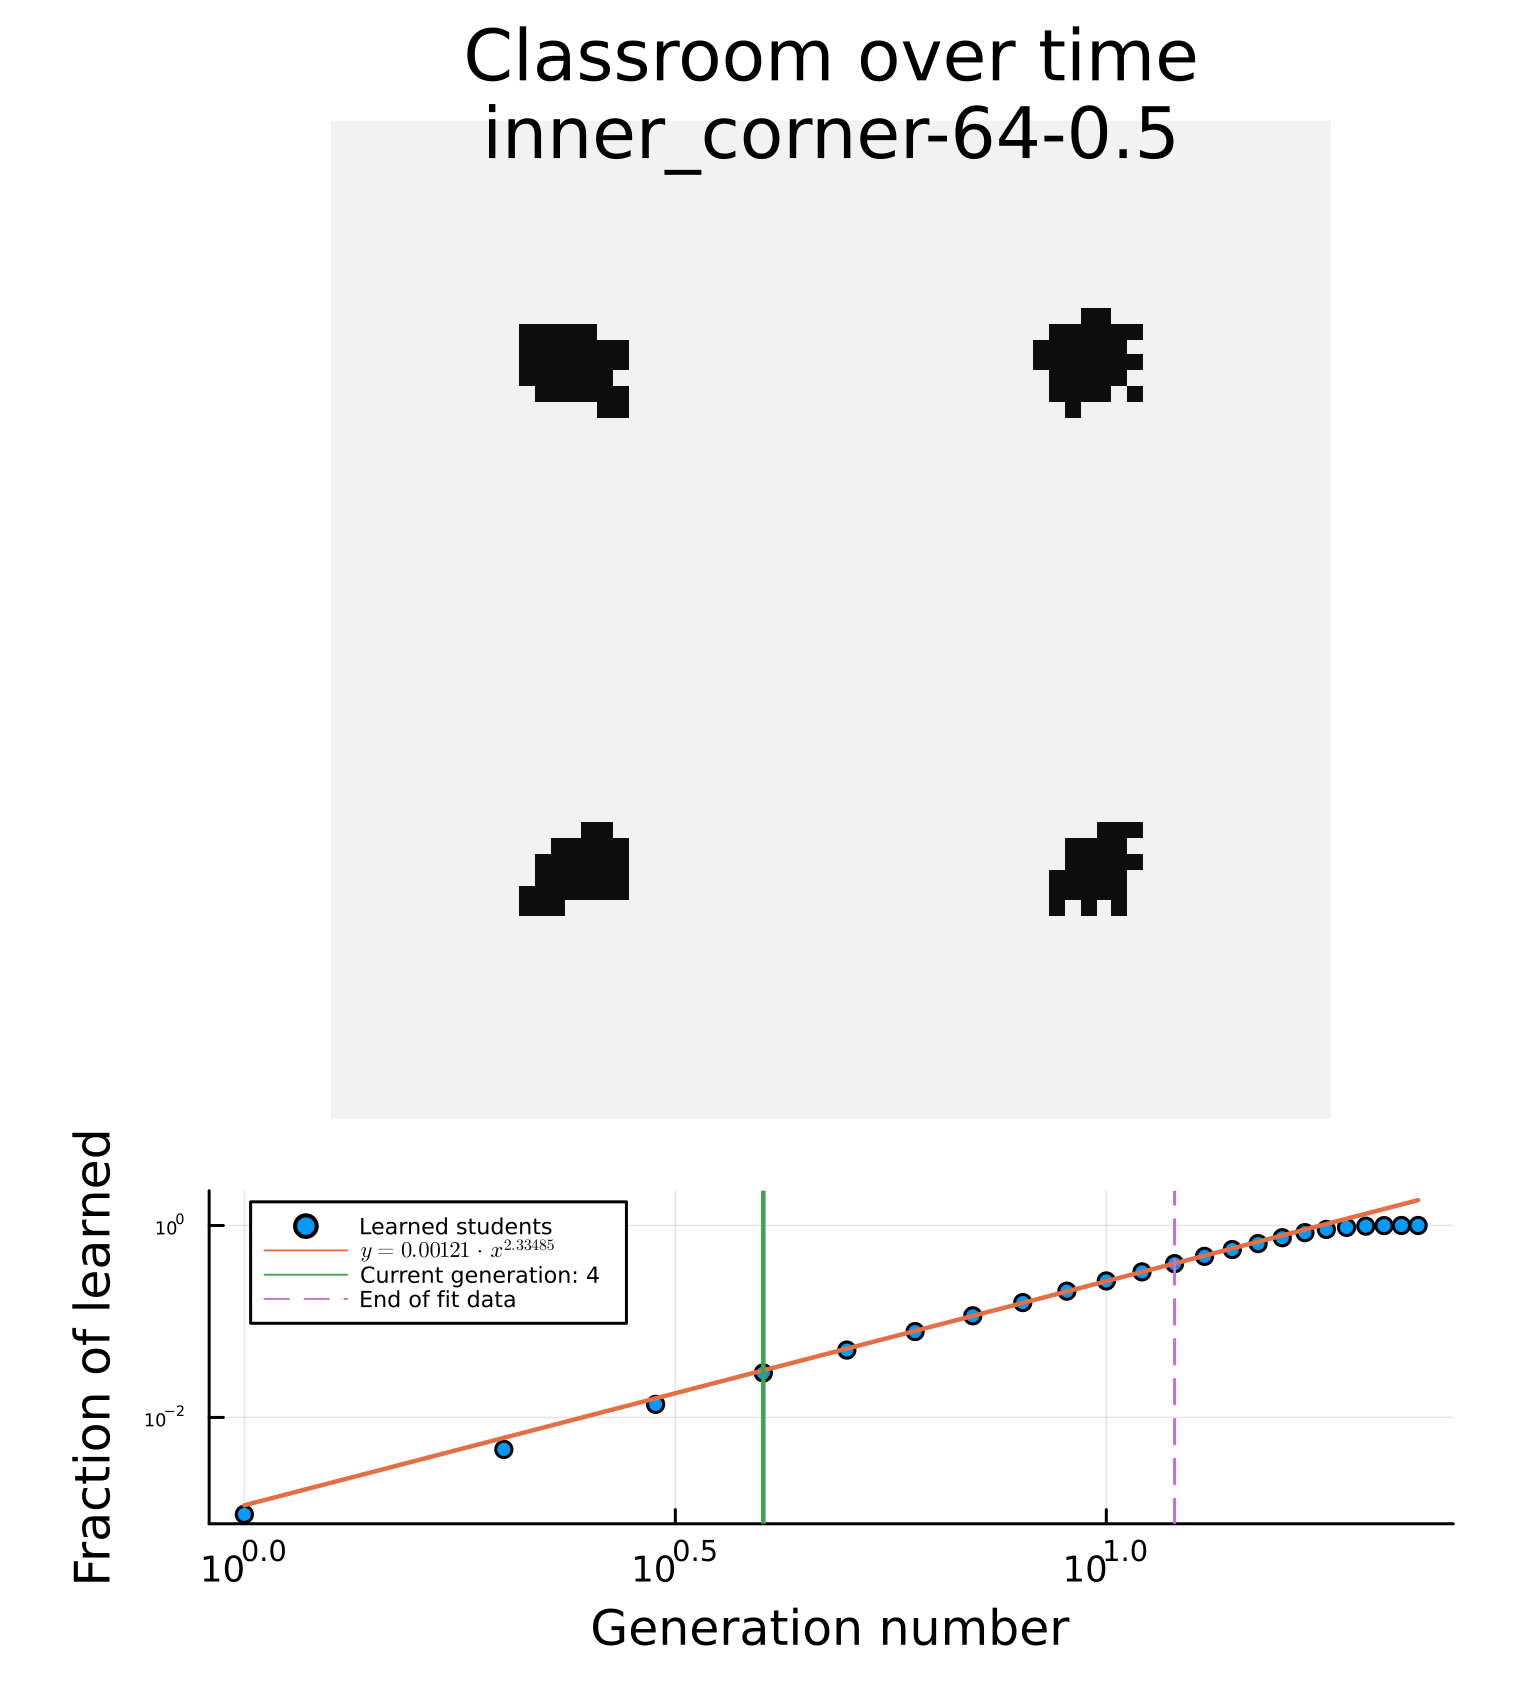 Classroom over time
inner_corner-64-0.5
Fraction of learned
10^0
10^−2
Learned students
y = 0.00121 · x^2.33485
Current generation: 4
End of fit data
10^0.0
10^0.5
10^1.0
Generation number